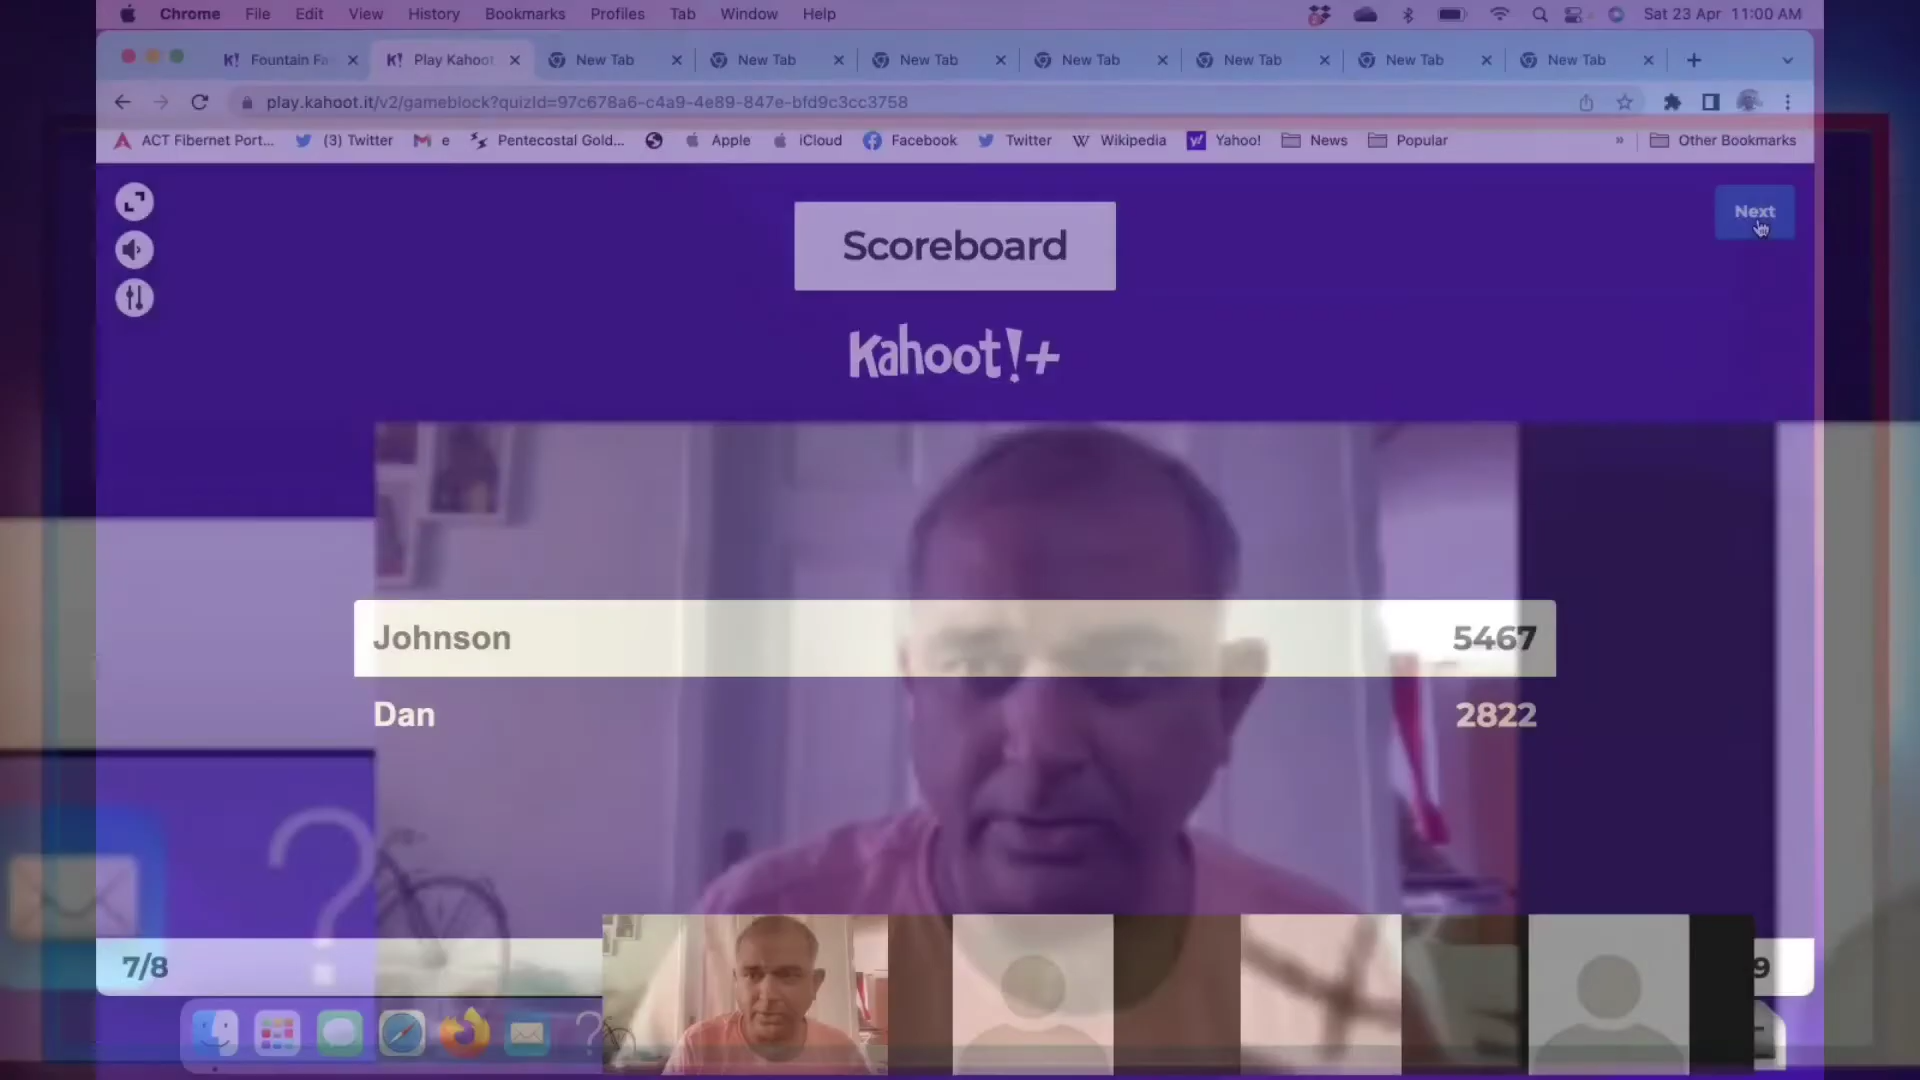 Chrome File Edit View History Bookmarks Profiles Tab Window Help Sat 23 Apr 11:00 AM
K! Fountain Fa K! Play Kahoot New Tab New Tab New Tab New Tab New Tab New Tab New Tab
play.kahoot.it/v2/gameblock?quizId=97c678a6-c4a9-4e89-847e-bfd9c3cc3758
ACT Fibernet Port... (3) Twitter e Pentecostal Gold... Apple iCloud Facebook Twitter Wikipedia Yahoo! News Popular » Other Bookmarks
Next
Scoreboard
Kahoot!+
Johnson 5467
Dan 2822
?
7/8 9
?